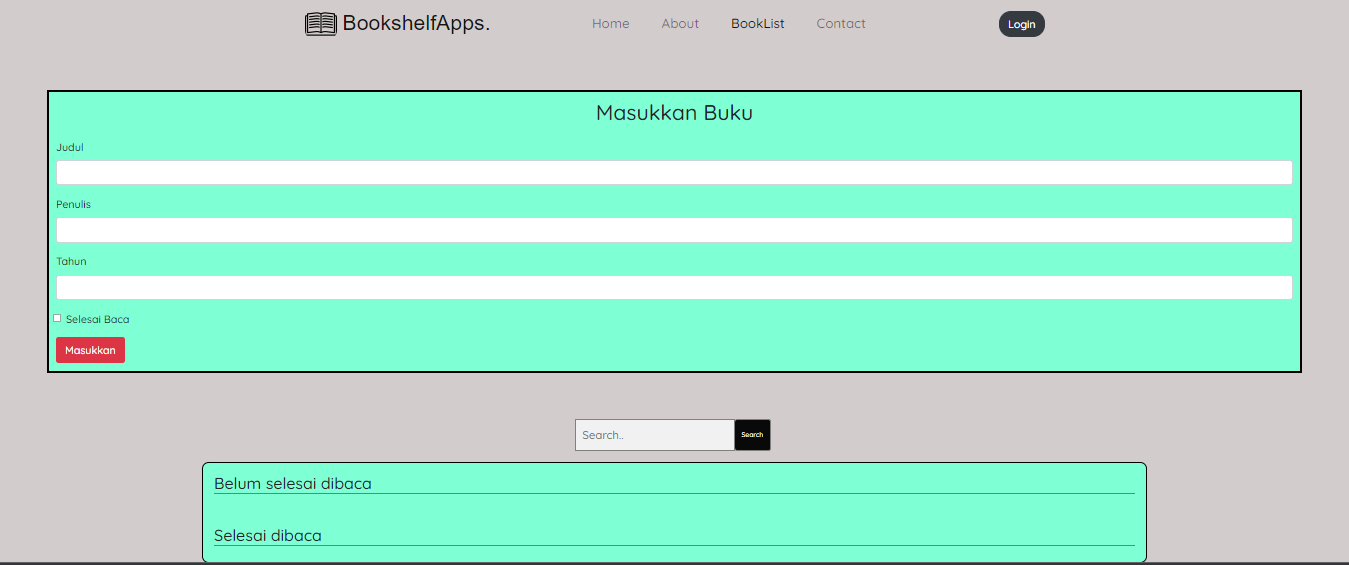 BookshelfApps. Home About BookList Contact Login
Masukkan Buku
Judul
Penulis
Tahun
Selesai Baca
Masukkan
Search.. Search
Belum selesai dibaca
Selesai dibaca